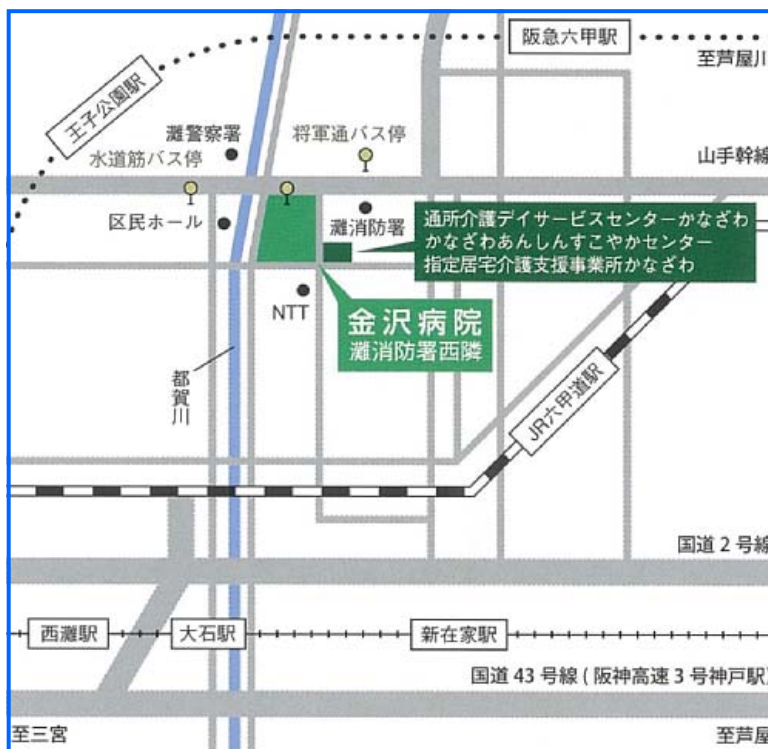 阪急六甲駅
至芦屋川
王子公園駅
灘警察署
将軍通バス停
水道筋バス停
山手幹線
区民ホール
灘消防署
通所介護デイサービスセンターかなざわ
かなざわあんしんすこやかセンター
指定居宅介護支援事業所かなざわ
NTT
金沢病院
灘消防署西隣
都賀川
JR六甲道駅
国道2号線
西灘駅
大石駅
新在家駅
国道43号線(阪神高速3号神戸駅)
至三宮
至芦屋